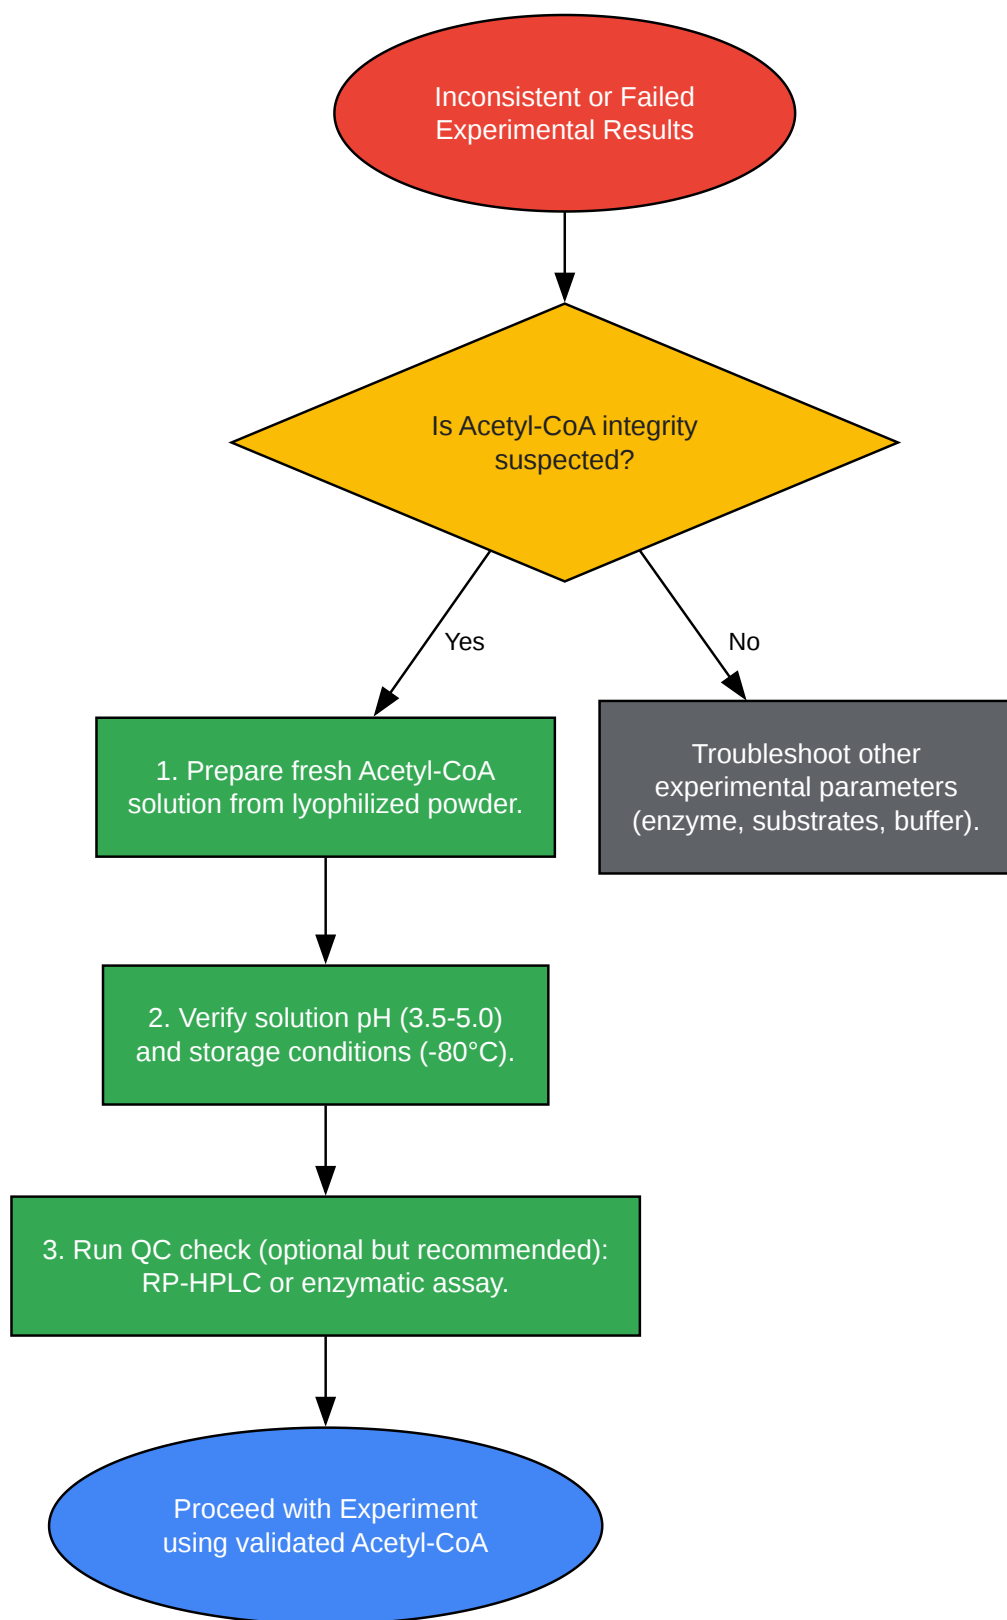 Inconsistent or Failed
Experimental Results
Is Acetyl-CoA integrity
suspected?
Yes
No
1. Prepare fresh Acetyl-CoA
solution from lyophilized powder.
Troubleshoot other
experimental parameters
(enzyme, substrates, buffer).
2. Verify solution pH (3.5-5.0)
and storage conditions (-80°C).
3. Run QC check (optional but recommended):
RP-HPLC or enzymatic assay.
Proceed with Experiment
using validated Acetyl-CoA